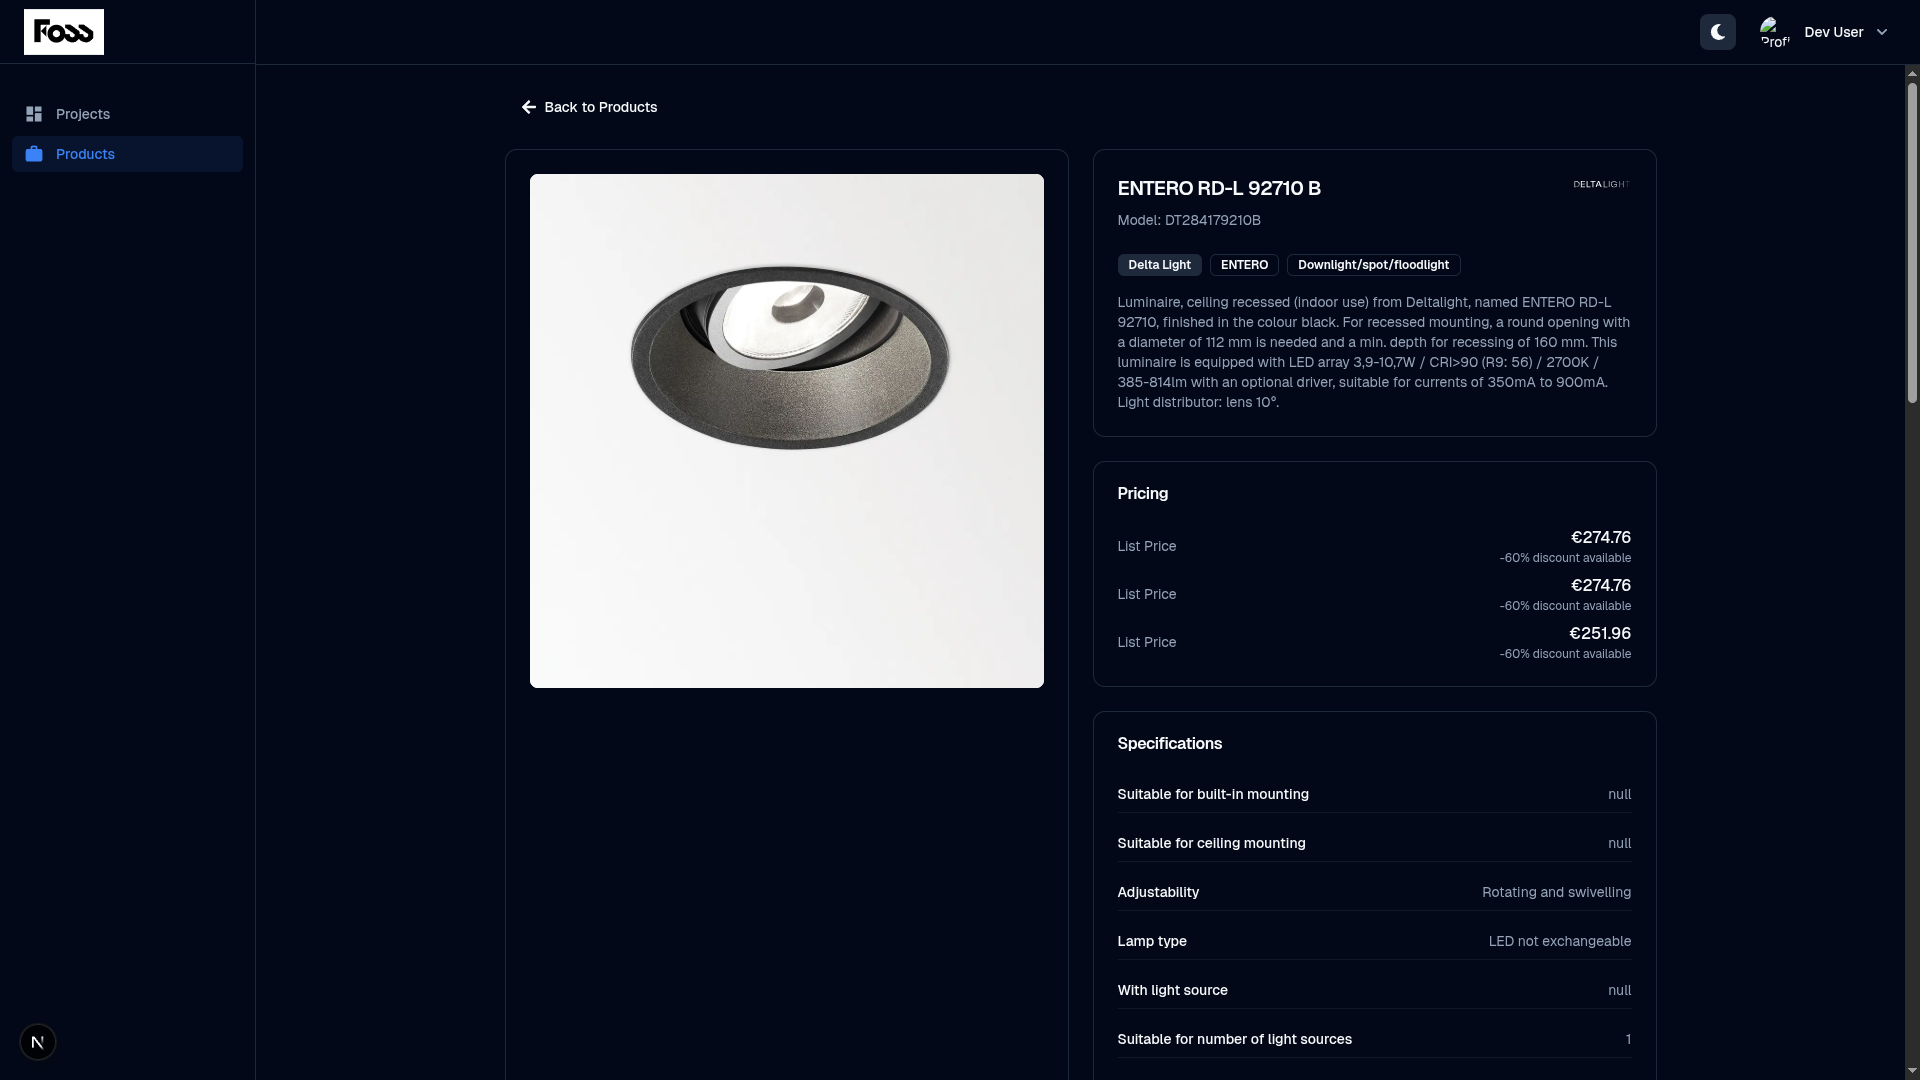 Foss
Prof
Dev User
Projects
Products
Back to Products
ENTERO RD-L 92710 B
DELTALIGHT
Model: DT284179210B
Delta Light
ENTERO
Downlight/spot/floodlight
Luminaire, ceiling recessed (indoor use) from Deltalight, named ENTERO RD-L
92710, finished in the colour black. For recessed mounting, a round opening with
a diameter of 112 mm is needed and a min. depth for recessing of 160 mm. This
luminaire is equipped with LED array 3,9-10,7W / CRI>90 (R9: 56) / 2700K /
385-814lm with an optional driver, suitable for currents of 350mA to 900mA.
Light distributor: lens 10°.
Pricing
List Price
€274.76
-60% discount available
List Price
€274.76
-60% discount available
List Price
€251.96
-60% discount available
Specifications
Suitable for built-in mounting
null
Suitable for ceiling mounting
null
Adjustability
Rotating and swivelling
Lamp type
LED not exchangeable
With light source
null
Suitable for number of light sources
1
N